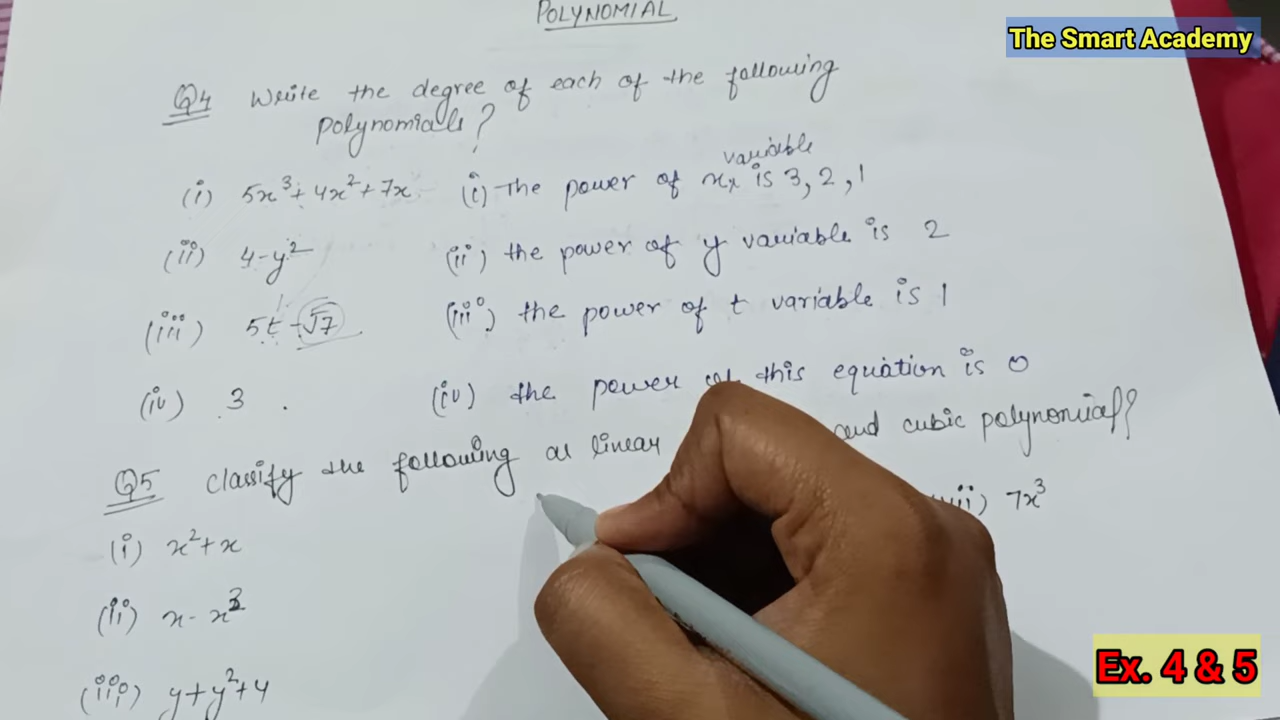 POLYNOMIAL
The Smart Academy
Q4 Write the degree of each of the following
polynomials?
(i) 5x³ + 4x² + 7x (i) The power of x variable is 3, 2, 1
(ii) 4 - y² (ii) the power of y variable is 2
(iii) 5t - √7 (iii) the power of t variable is 1
(iv) 3 . (iv) the power of this equation is 0
Q5 Classify the following as linear and cubic polynomial?
(i) x² + x ii) 7x³
(ii) x - x³
(iii) y + y² + 4
Ex. 4 & 5